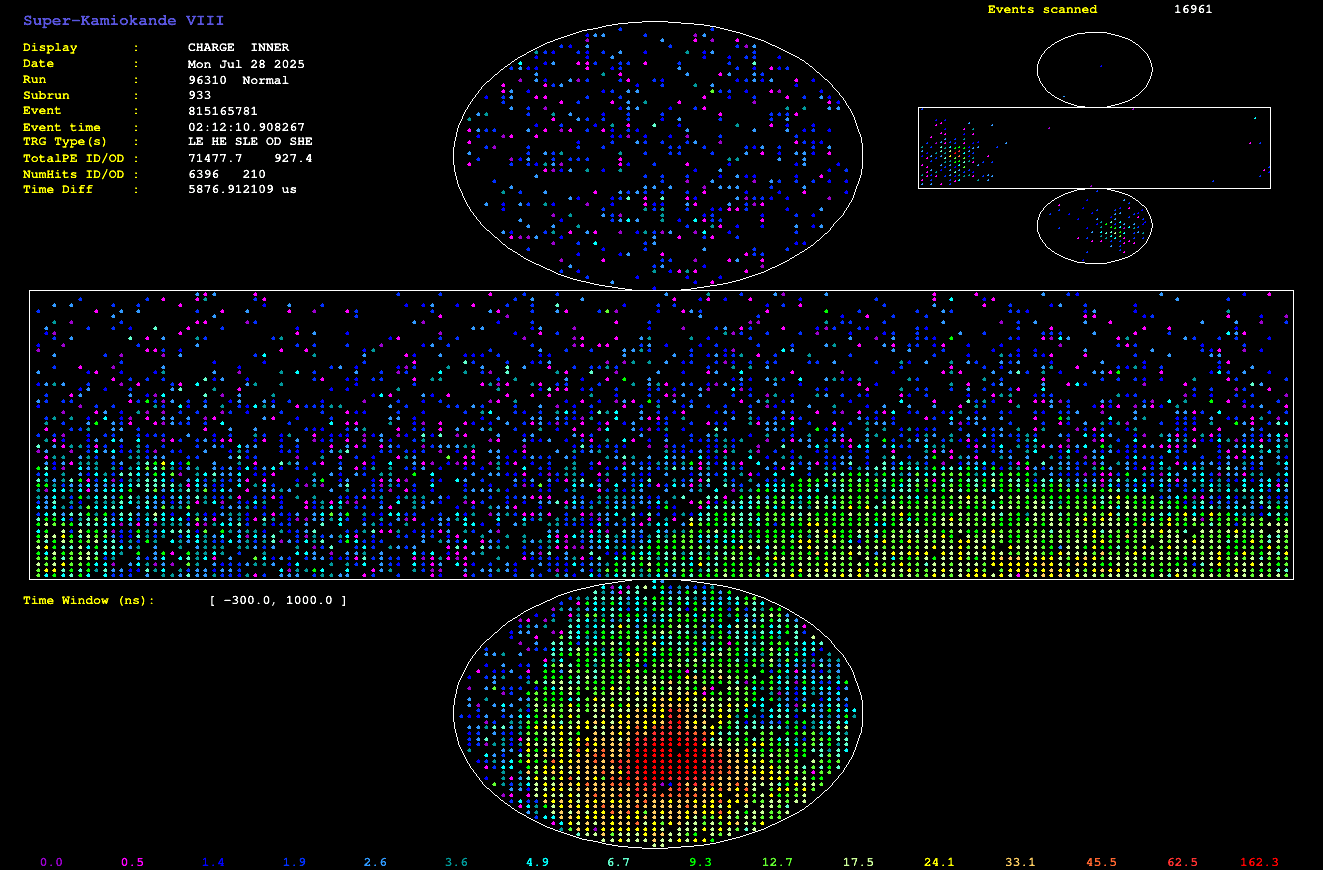 Super-Kamiokande VIII
Events scanned 16961
Display : CHARGE INNER
Date : Mon Jul 28 2025
Run : 96310 Normal
Subrun : 933
Event : 815165781
Event time : 02:12:10.908267
TRG Type(s) : LE HE SLE OD SHE
TotalPE ID/OD : 71477.7 927.4
NumHits ID/OD : 6396 210
Time Diff : 5876.912109 us
Time Window (ns): [ -300.0, 1000.0 ]
0.0 0.5 1.4 1.9 2.6 3.6 4.9 6.7 9.3 12.7 17.5 24.1 33.1 45.5 62.5 162.3